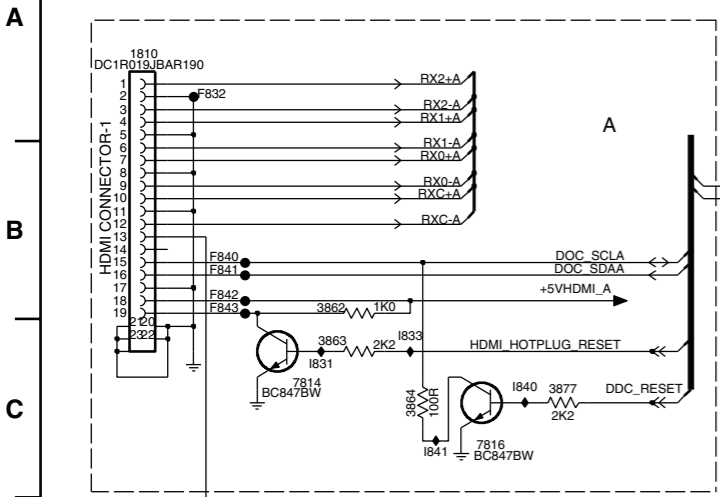 A
1810
DC1R019JBAR190
1
RX2+A
2
F832
3
RX2-A
4
RX1+A
A
5
6
RX1-A
7
RX0+A
8
9
RX0-A
10
RXC+A
11
12
RXC-A
HDMI CONNECTOR-1
B
13
14
15
F840
DOC_SCLA
16
F841
DOC_SDAA
17
+5VHDMI_A
18
F842
19
F843
3862
1K0
21 20
23 22
3863
2K2
I833
HDMI_HOTPLUG_RESET
I831
7814
BC847BW
C
3864
100R
I840
3877
DDC_RESET
2K2
I841
7816
BC847BW